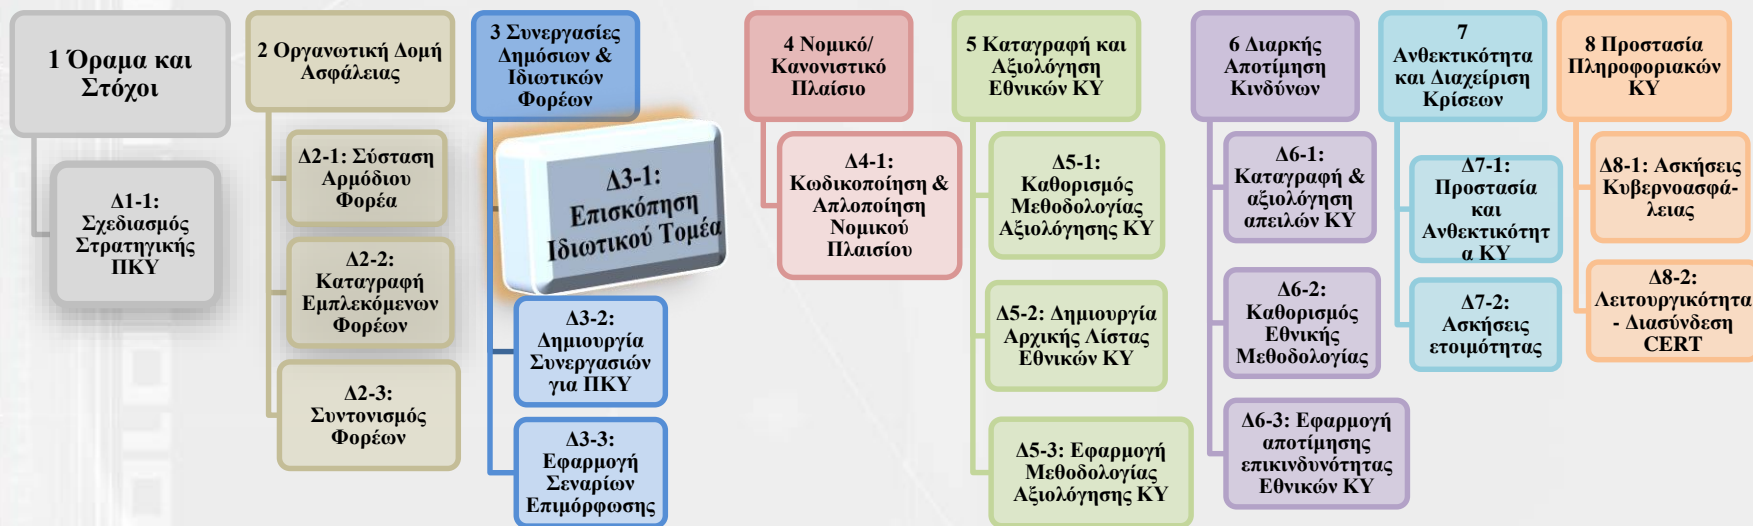 1 Όραμα και
Στόχοι
Δ1-1:
Σχεδιασμός
Στρατηγικής
ΠΚΥ
2 Οργανωτική Δομή
Ασφάλειας
Δ2-1: Σύσταση
Αρμόδιου
Φορέα
Δ2-2:
Καταγραφή
Εμπλεκόμενων
Φορέων
Δ2-3:
Συντονισμός
Φορέων
3 Συνεργασίες
Δημόσιων &
Ιδιωτικών
Φορέων
Δ3-1:
Επισκόπηση
Ιδιωτικού Τομέα
Δ3-2:
Δημιουργία
Συνεργασιών
για ΠΚΥ
Δ3-3:
Εφαρμογή
Σεναρίων
Επιμόρφωσης
4 Νομικό/
Κανονιστικό
Πλαίσιο
Δ4-1:
Κωδικοποίηση &
Απλοποίηση
Νομικού
Πλαισίου
5 Καταγραφή και
Αξιολόγηση
Εθνικών ΚΥ
Δ5-1:
Καθορισμός
Μεθοδολογίας
Αξιολόγησης ΚΥ
Δ5-2: Δημιουργία
Αρχικής Λίστας
Εθνικών ΚΥ
Δ5-3: Εφαρμογή
Μεθοδολογίας
Αξιολόγησης ΚΥ
6 Διαρκής
Αποτίμηση
Κινδύνων
Δ6-1:
Καταγραφή &
αξιολόγηση
απειλών ΚΥ
Δ6-2:
Καθορισμός
Εθνικής
Μεθοδολογίας
Δ6-3: Εφαρμογή
αποτίμησης
επικινδυνότητας
Εθνικών ΚΥ
7
Ανθεκτικότητα
και Διαχείριση
Κρίσεων
Δ7-1:
Προστασία
και
Ανθεκτικότητ
α ΚΥ
Δ7-2:
Ασκήσεις
ετοιμότητας
8 Προστασία
Πληροφοριακών
ΚΥ
Δ8-1: Ασκήσεις
Κυβερνοασφά-
λειας
Δ8-2:
Λειτουργικότητα
- Διασύνδεση
CERT